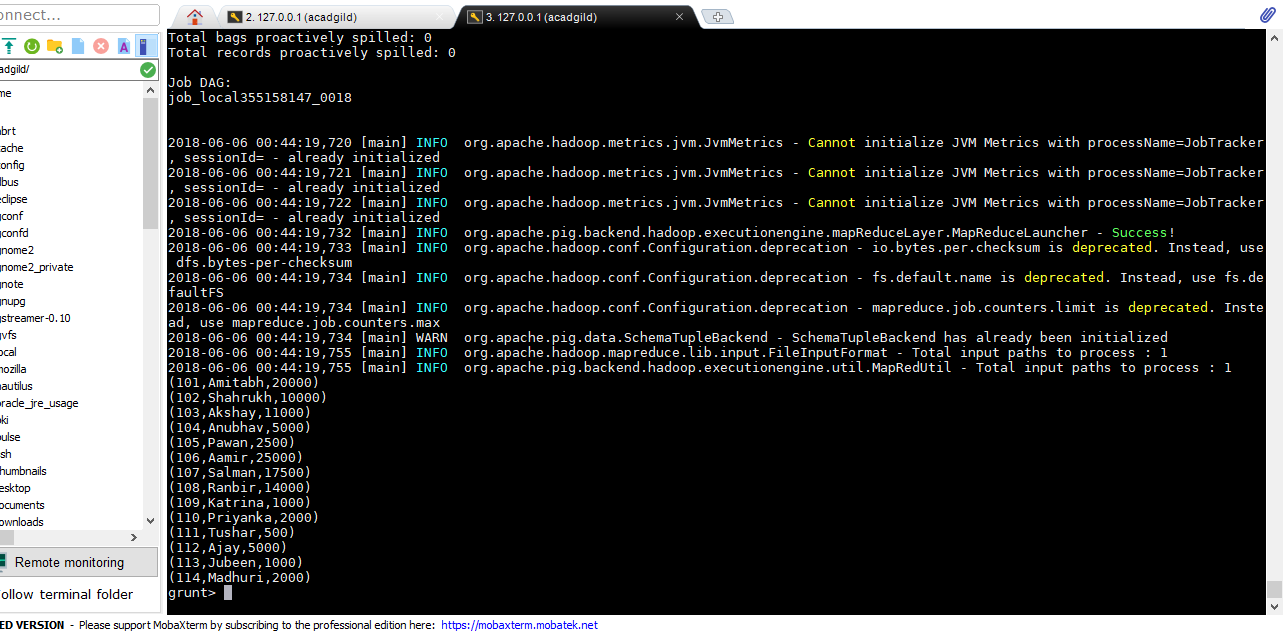 onnect...
2. 127.0.0.1 (acadgild)
3. 127.0.0.1 (acadgild)
adgild/
me
brt
ache
onfig
bus
clipse
conf
confd
nome2
nome2_private
note
nupg
streamer-0.10
vfs
ocal
mozilla
nautilus
oracle_jre_usage
ki
pulse
sh
humbnails
esktop
ocuments
ownloads
Remote monitoring
ollow terminal folder
Total bags proactively spilled: 0
Total records proactively spilled: 0
Job DAG:
job_local355158147_0018
2018-06-06 00:44:19,720 [main] INFO  org.apache.hadoop.metrics.jvm.JvmMetrics - Cannot initialize JVM Metrics with processName=JobTracker
, sessionId= - already initialized
2018-06-06 00:44:19,721 [main] INFO  org.apache.hadoop.metrics.jvm.JvmMetrics - Cannot initialize JVM Metrics with processName=JobTracker
, sessionId= - already initialized
2018-06-06 00:44:19,722 [main] INFO  org.apache.hadoop.metrics.jvm.JvmMetrics - Cannot initialize JVM Metrics with processName=JobTracker
, sessionId= - already initialized
2018-06-06 00:44:19,732 [main] INFO  org.apache.pig.backend.hadoop.executionengine.mapReduceLayer.MapReduceLauncher - Success!
2018-06-06 00:44:19,733 [main] INFO  org.apache.hadoop.conf.Configuration.deprecation - io.bytes.per.checksum is deprecated. Instead, use
 dfs.bytes-per-checksum
2018-06-06 00:44:19,734 [main] INFO  org.apache.hadoop.conf.Configuration.deprecation - fs.default.name is deprecated. Instead, use fs.de
faultFS
2018-06-06 00:44:19,734 [main] INFO  org.apache.hadoop.conf.Configuration.deprecation - mapreduce.job.counters.limit is deprecated. Inste
ad, use mapreduce.job.counters.max
2018-06-06 00:44:19,734 [main] WARN  org.apache.pig.data.SchemaTupleBackend - SchemaTupleBackend has already been initialized
2018-06-06 00:44:19,755 [main] INFO  org.apache.hadoop.mapreduce.lib.input.FileInputFormat - Total input paths to process : 1
2018-06-06 00:44:19,755 [main] INFO  org.apache.pig.backend.hadoop.executionengine.util.MapRedUtil - Total input paths to process : 1
(101,Amitabh,20000)
(102,Shahrukh,10000)
(103,Akshay,11000)
(104,Anubhav,5000)
(105,Pawan,2500)
(106,Aamir,25000)
(107,Salman,17500)
(108,Ranbir,14000)
(109,Katrina,1000)
(110,Priyanka,2000)
(111,Tushar,500)
(112,Ajay,5000)
(113,Jubeen,1000)
(114,Madhuri,2000)
grunt>
ED VERSION - Please support MobaXterm by subscribing to the professional edition here: https://mobaxterm.mobatek.net